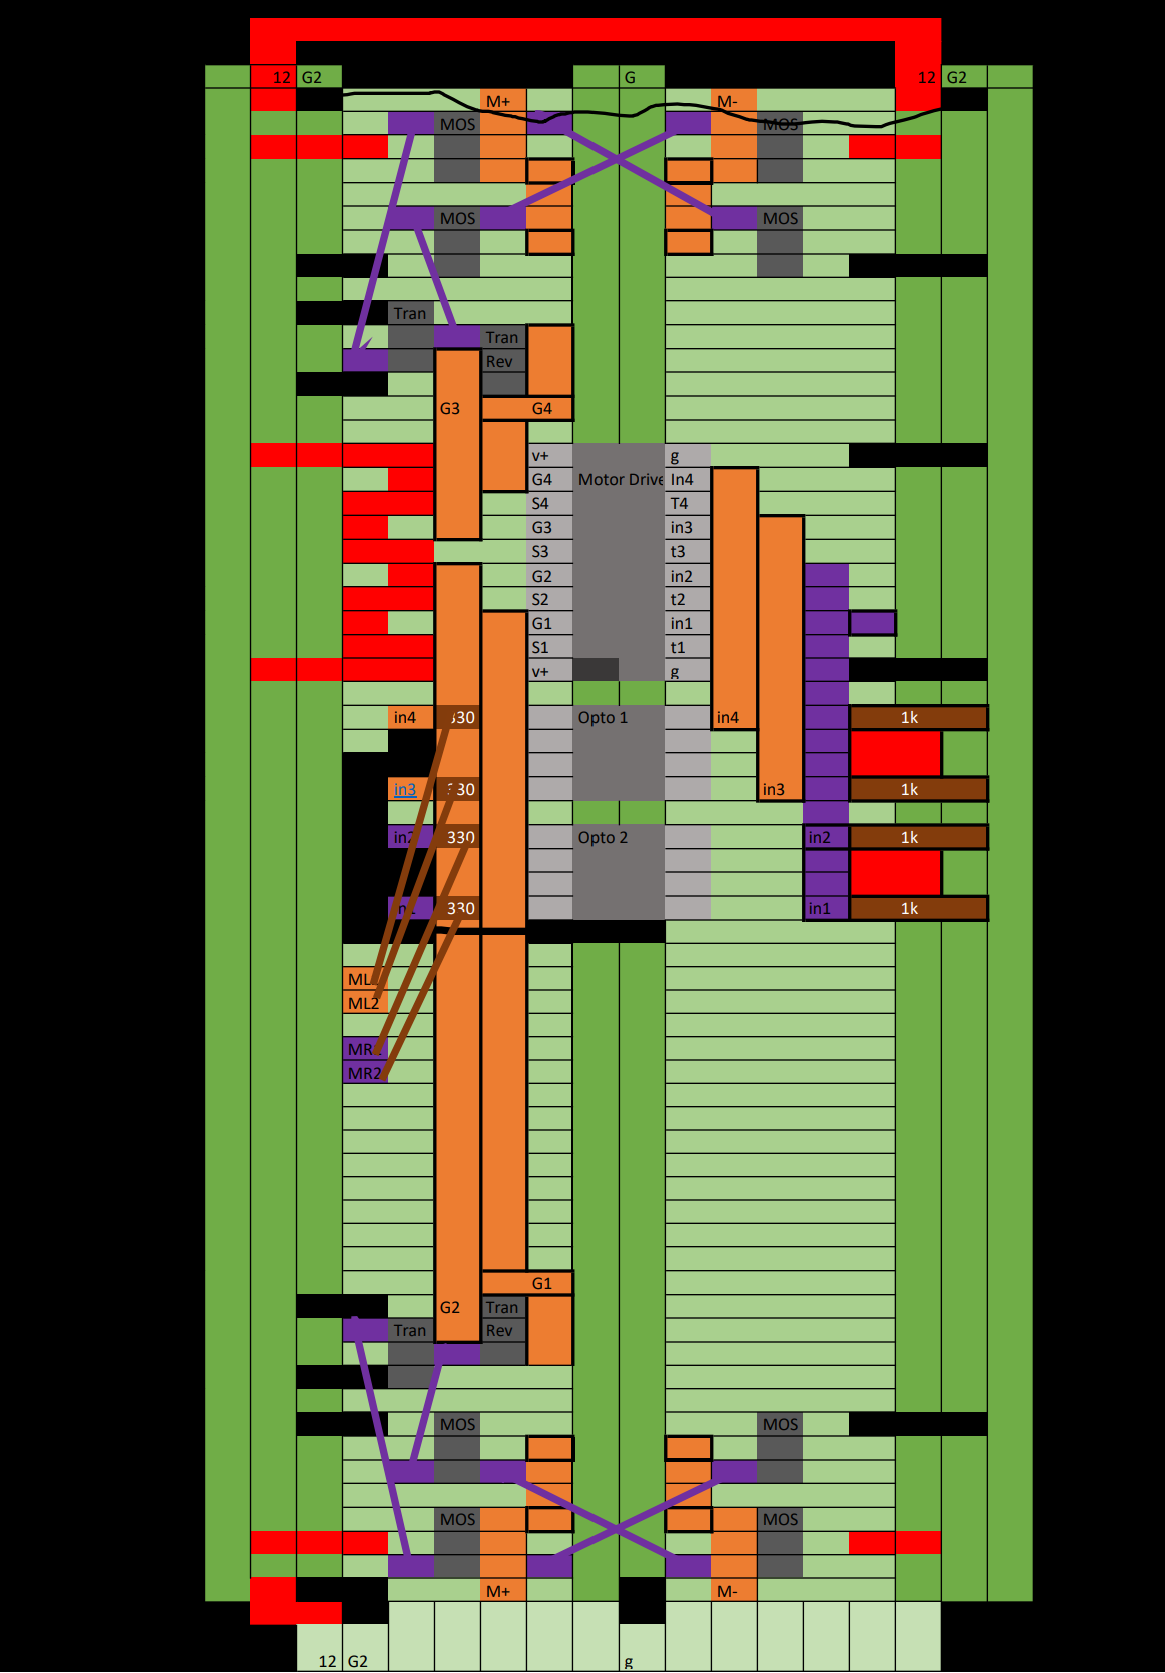 12 G2 G 12 G2
M+ M-
MOS MOS
MOS MOS
Tran
Tran
Rev
G3 G4
v+ g
G4 Motor Drive In4
S4 T4
G3 in3
S3 t3
G2 in2
S2 t2
G1 in1
S1 t1
v+ g
in4 330 Opto 1 in4 1k
in3 330 in3 1k
in2 330 Opto 2 in2 1k
in1 330 in1 1k
ML
ML2
MR
MR2
G1
G2 Tran
Tran Rev
MOS MOS
MOS MOS
M+ M-
12 G2 g